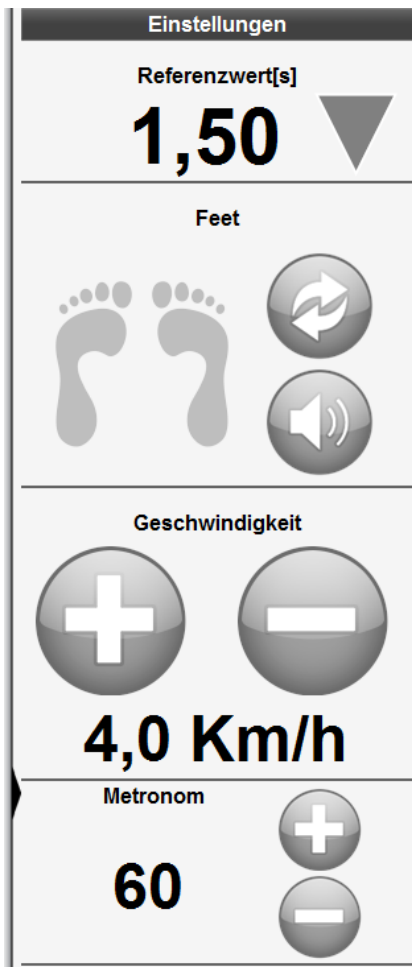 Einstellungen
Referenzwert[s]
1,50
Feet
Geschwindigkeit
4,0 Km/h
Metronom
60